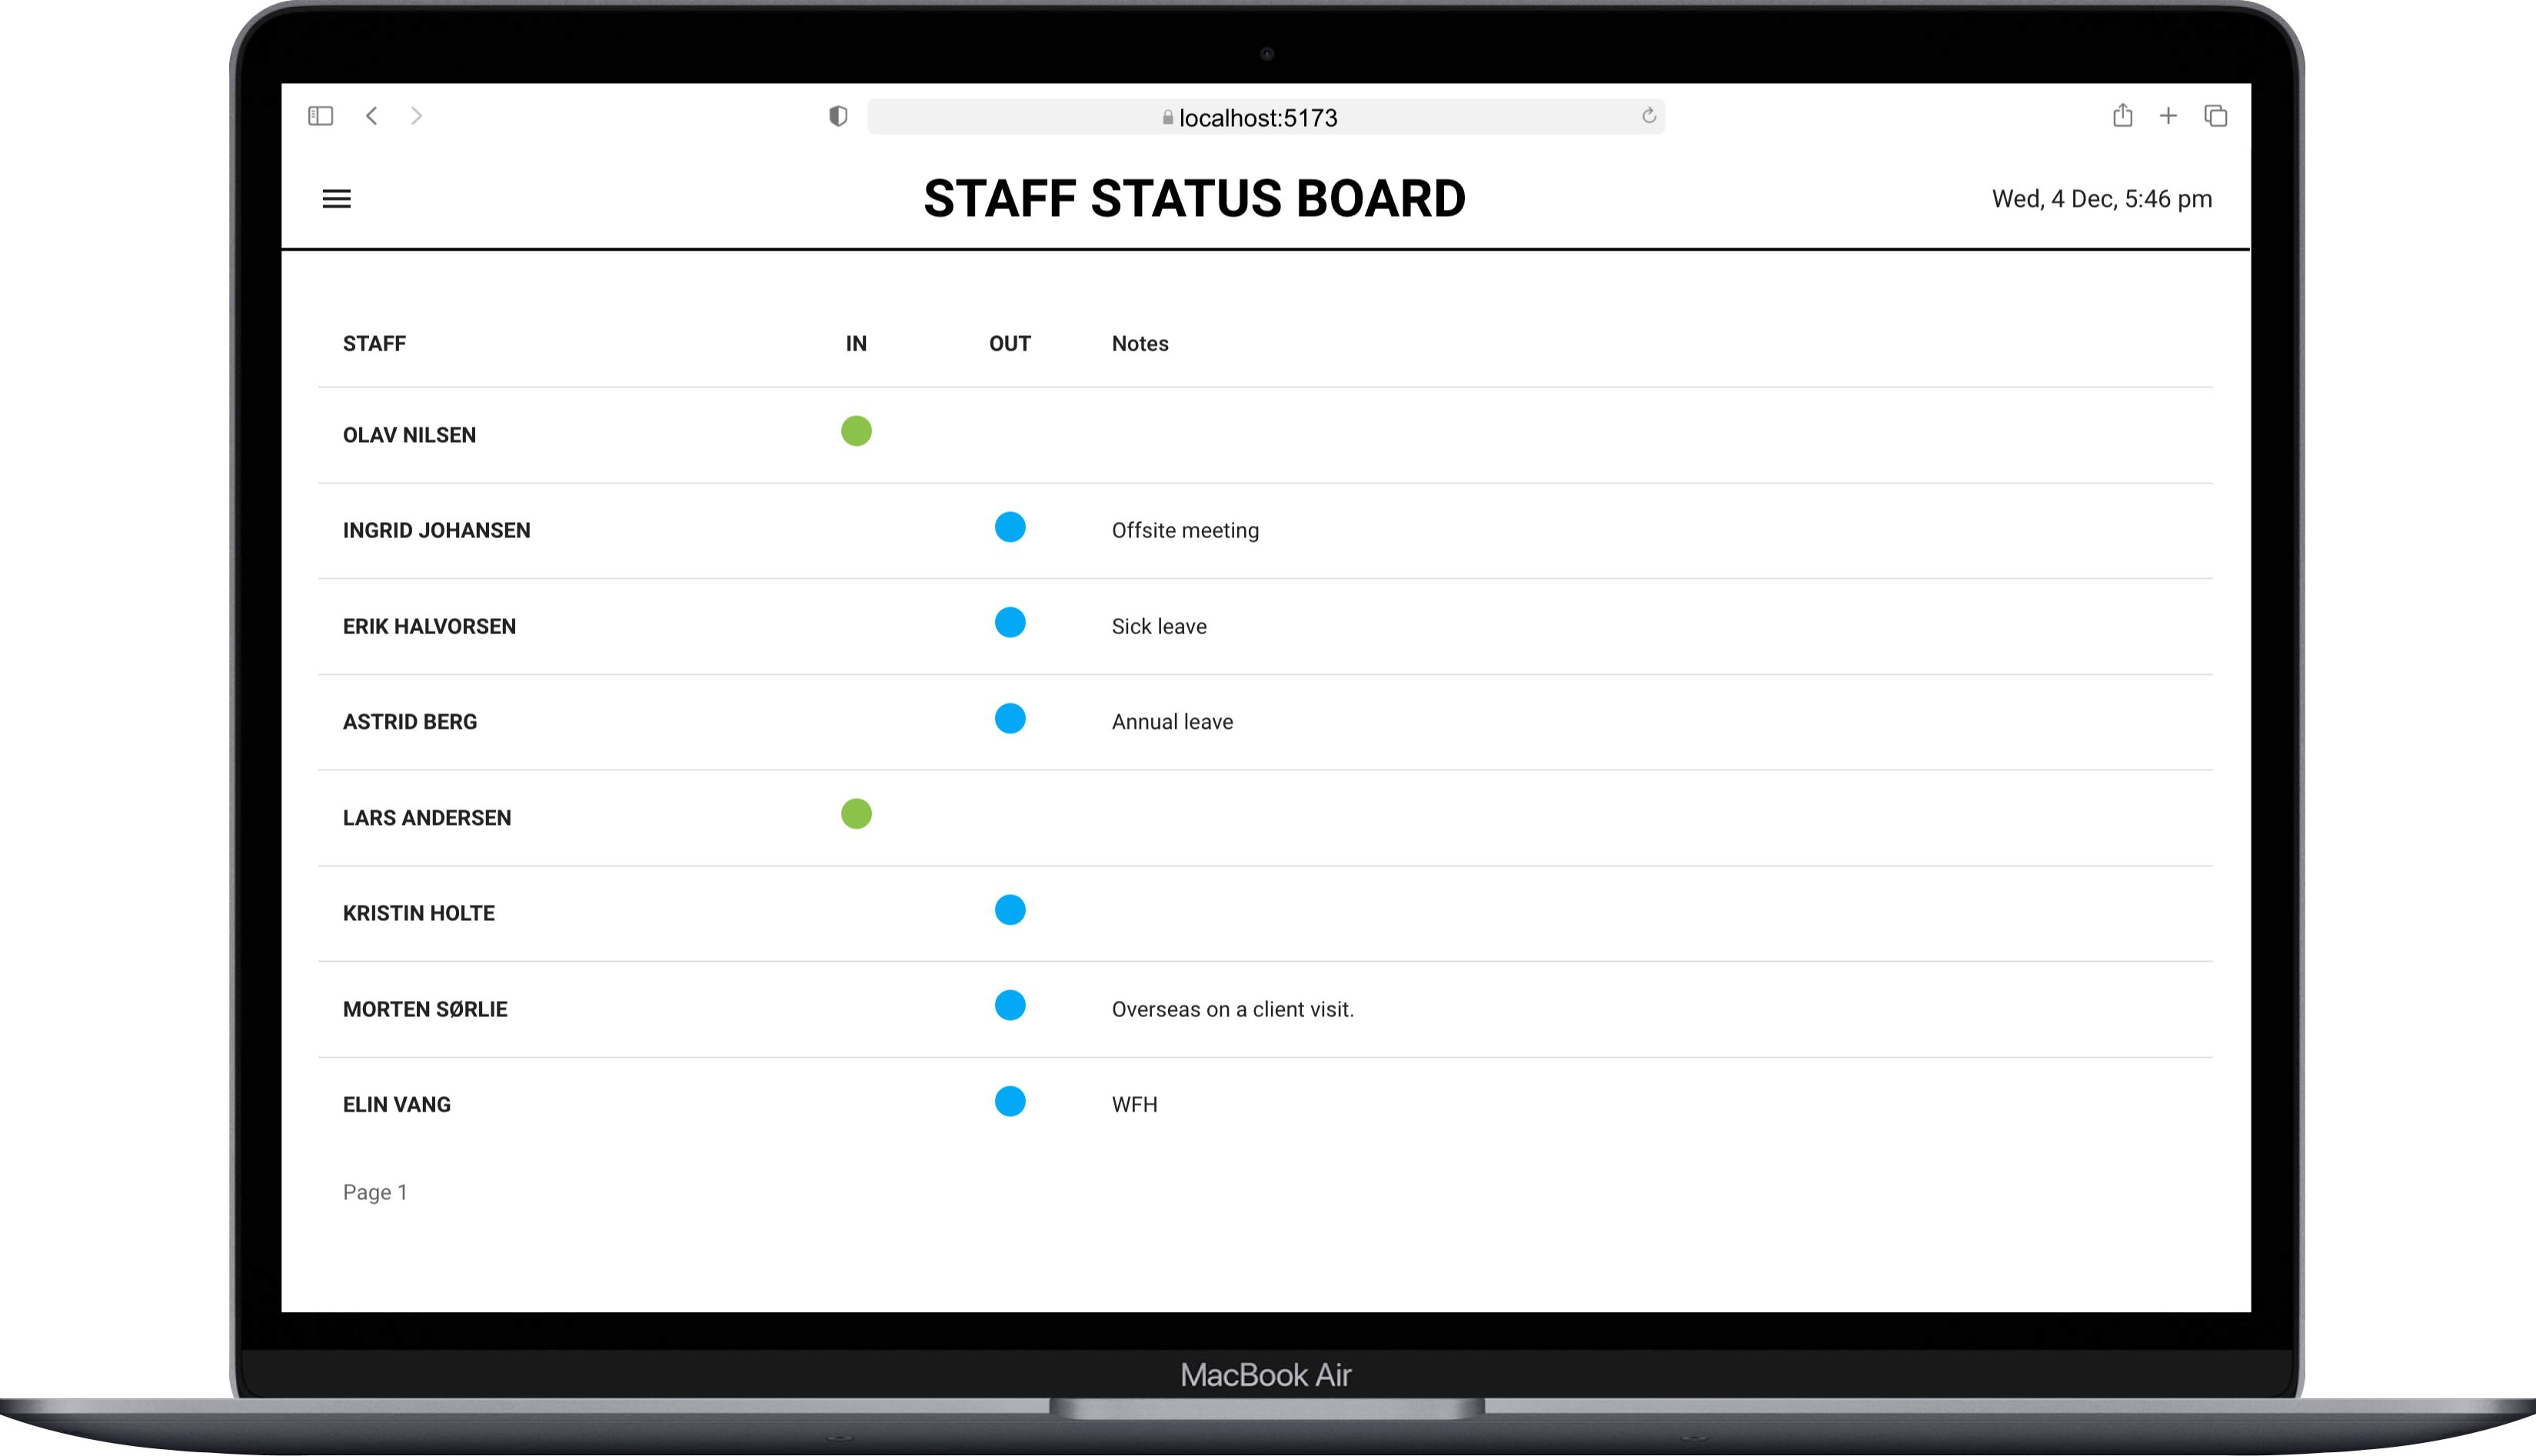 localhost:5173
STAFF STATUS BOARD
Wed, 4 Dec, 5:46 pm
STAFF IN OUT Notes
OLAV NILSEN
INGRID JOHANSEN Offsite meeting
ERIK HALVORSEN Sick leave
ASTRID BERG Annual leave
LARS ANDERSEN
KRISTIN HOLTE
MORTEN SØRLIE Overseas on a client visit.
ELIN VANG WFH
Page 1
MacBook Air